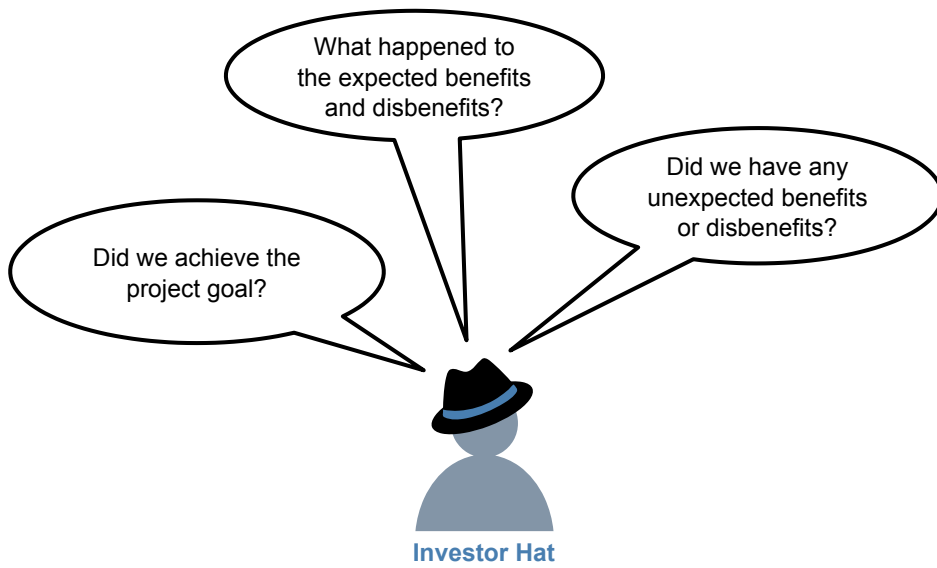 What happened to
the expected benefits
and disbenefits?
Did we have any
unexpected benefits
or disbenefits?
Did we achieve the
project goal?
Investor Hat